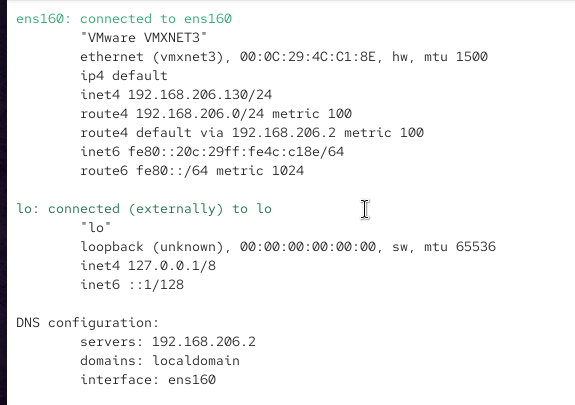 ens160: connected to ens160
"VMware VMXNET3"
ethernet (vmxnet3), 00:0C:29:4C:C1:8E, hw, mtu 1500
ip4 default
inet4 192.168.206.130/24
route4 192.168.206.0/24 metric 100
route4 default via 192.168.206.2 metric 100
inet6 fe80::20c:29ff:fe4c:c18e/64
route6 fe80::/64 metric 1024
lo: connected (externally) to lo
"lo"
loopback (unknown), 00:00:00:00:00:00, sw, mtu 65536
inet4 127.0.0.1/8
inet6 ::1/128
DNS configuration:
servers: 192.168.206.2
domains: localdomain
interface: ens160